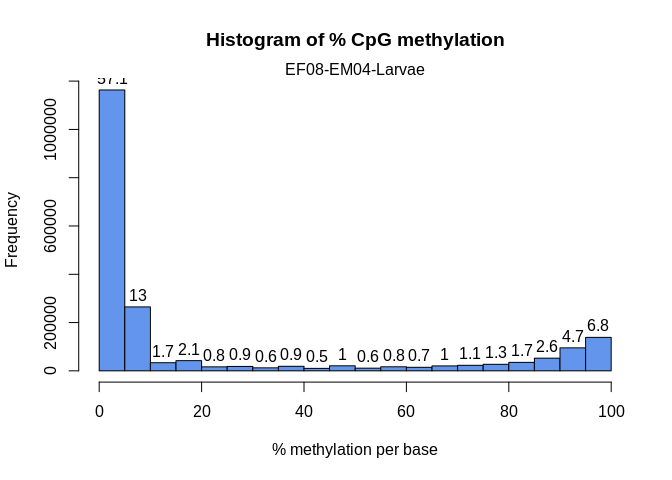 Histogram of % CpG methylation
EF08-EM04-Larvae
57.1
13
1.7 2.1 0.8 0.9 0.6 0.9 0.5 1 0.6 0.8 0.7 1 1.1 1.3 1.7 2.6 4.7 6.8
Frequency
0 200000 600000 1000000
0 20 40 60 80 100
% methylation per base